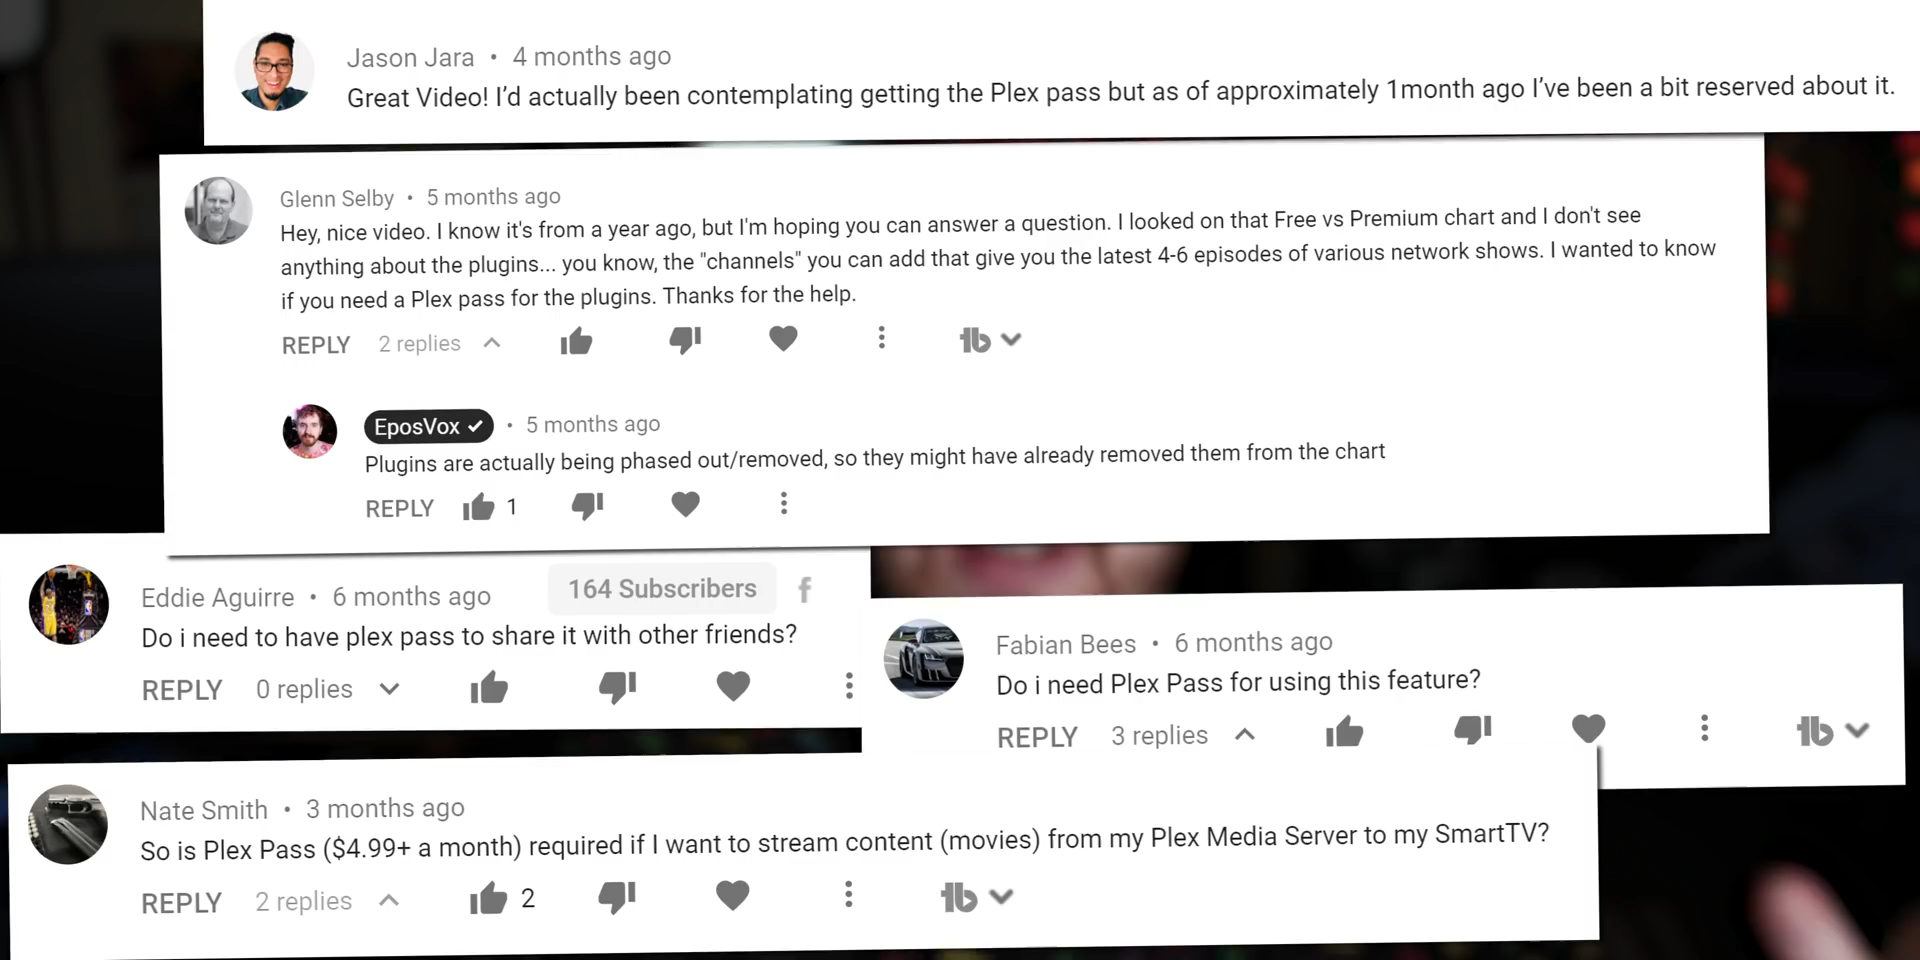 Jason Jara • 4 months ago
Great Video! I'd actually been contemplating getting the Plex pass but as of approximately 1month ago I've been a bit reserved about it.
Glenn Selby • 5 months ago
Hey, nice video. I know it's from a year ago, but I'm hoping you can answer a question. I looked on that Free vs Premium chart and I don't see
anything about the plugins... you know, the "channels" you can add that give you the latest 4-6 episodes of various network shows. I wanted to know
if you need a Plex pass for the plugins. Thanks for the help.
REPLY 2 replies
EposVox • 5 months ago
Plugins are actually being phased out/removed, so they might have already removed them from the chart
REPLY 1
Eddie Aguirre • 6 months ago 164 Subscribers
Do i need to have plex pass to share it with other friends?
REPLY 0 replies
Fabian Bees • 6 months ago
Do i need Plex Pass for using this feature?
REPLY 3 replies
Nate Smith • 3 months ago
So is Plex Pass ($4.99+ a month) required if I want to stream content (movies) from my Plex Media Server to my SmartTV?
REPLY 2 replies 2